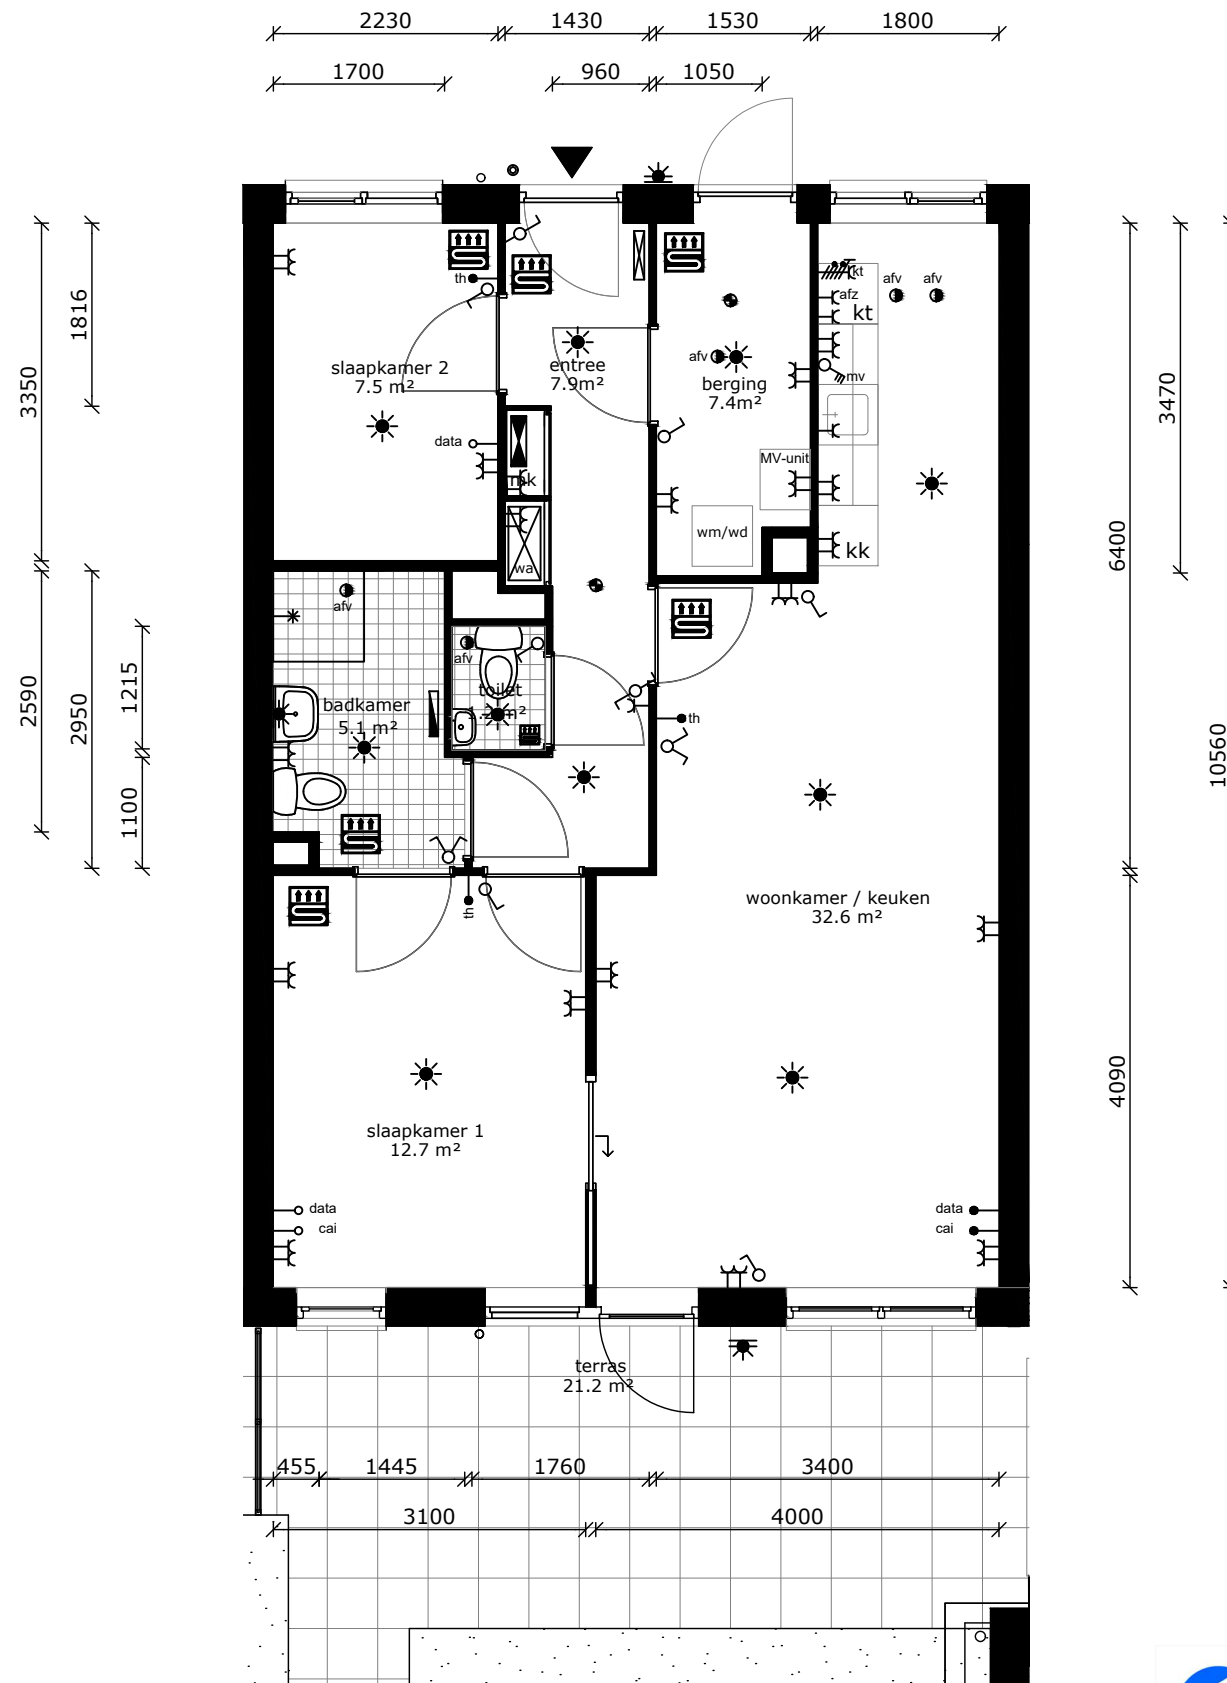 2230 1430 1530 1800
1700 960 1050
3350
1816
2590
2950
1215
1100
6400
3470
4090
10560
th
slaapkamer 2
7.5 m²
data
entree
7.9m²
mk
wa
afv
berging
7.4m²
MV-unit
wm/wd
kt
afz
afv afv
kt
mv
kk
afv
badkamer
5.1 m²
afv
toilet
th
th
woonkamer / keuken
32.6 m²
slaapkamer 1
12.7 m²
data
cai
data
cai
terras
21.2 m²
455 1445 1760 3400
3100 4000